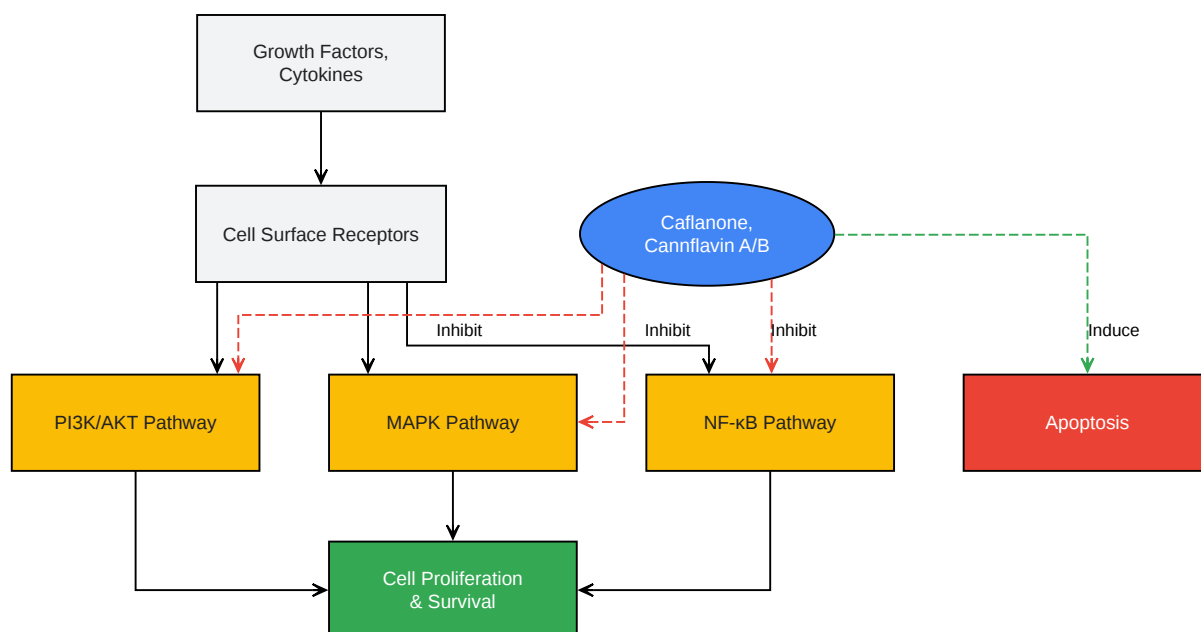 Growth Factors,
Cytokines
Cell Surface Receptors
Caflanone,
Cannflavin A/B
Inhibit
Inhibit
Inhibit
Induce
PI3K/AKT Pathway
MAPK Pathway
NF-κB Pathway
Apoptosis
Cell Proliferation
& Survival